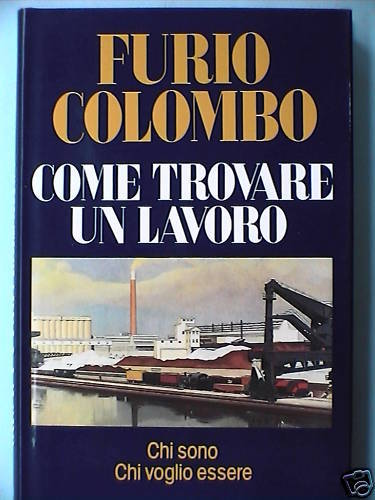 FURIO
COLOMBO
COME TROVARE
UN LAVORO
Chi sono
Chi voglio essere